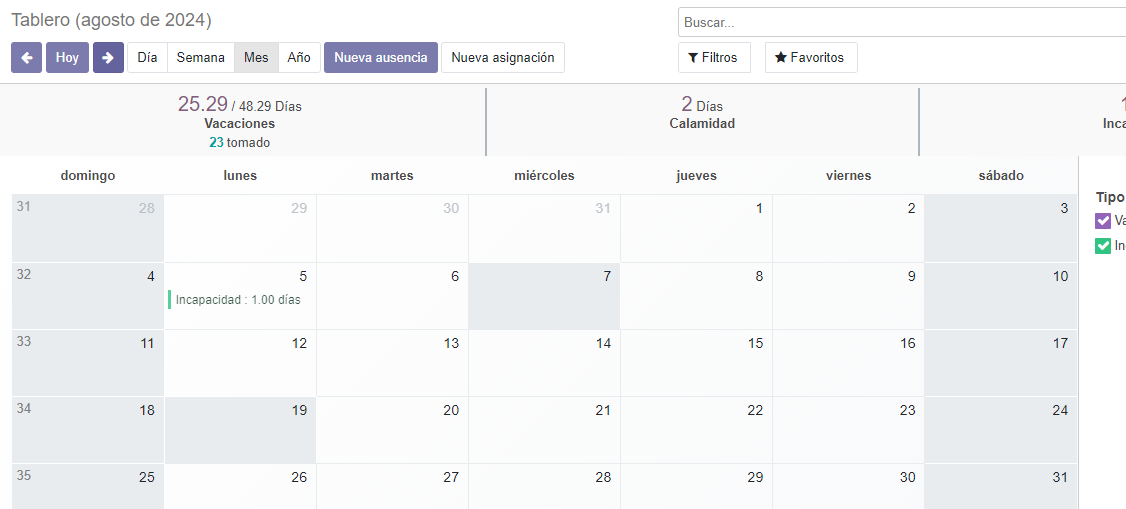 Tablero (agosto de 2024)
Buscar...
Hoy Día Semana Mes Año Nueva ausencia Nueva asignación Filtros Favoritos
25.29 / 48.29 Días
Vacaciones
23 tomado
2 Días
Calamidad
1
Inca
domingo lunes martes miércoles jueves viernes sábado
Tipo
Va
In
31 28 29 30 31 1 2 3
32 4 5 6 7 8 9 10
Incapacidad : 1.00 días
33 11 12 13 14 15 16 17
34 18 19 20 21 22 23 24
35 25 26 27 28 29 30 31